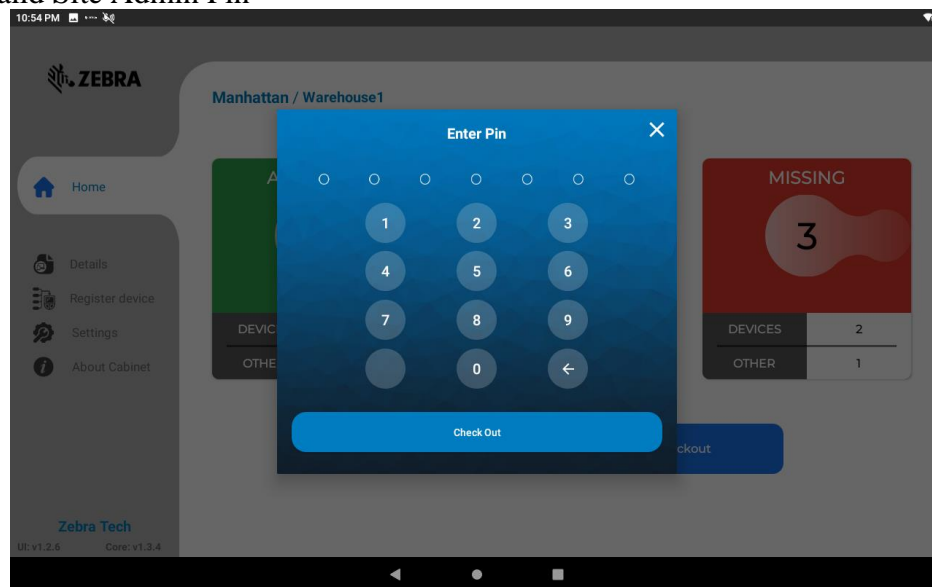 and Site Admin Pin
10:54 PM
ZEBRA
Manhattan / Warehouse1
Enter Pin
Home
A
MISSING
3
1 2 3
4 5 6
7 8 9
0
Details
Register device
Settings
About Cabinet
DEVIC
OTHE
DEVICES 2
OTHER 1
Check Out
ckout
Zebra Tech
UI: v1.2.6 Core: v1.3.4